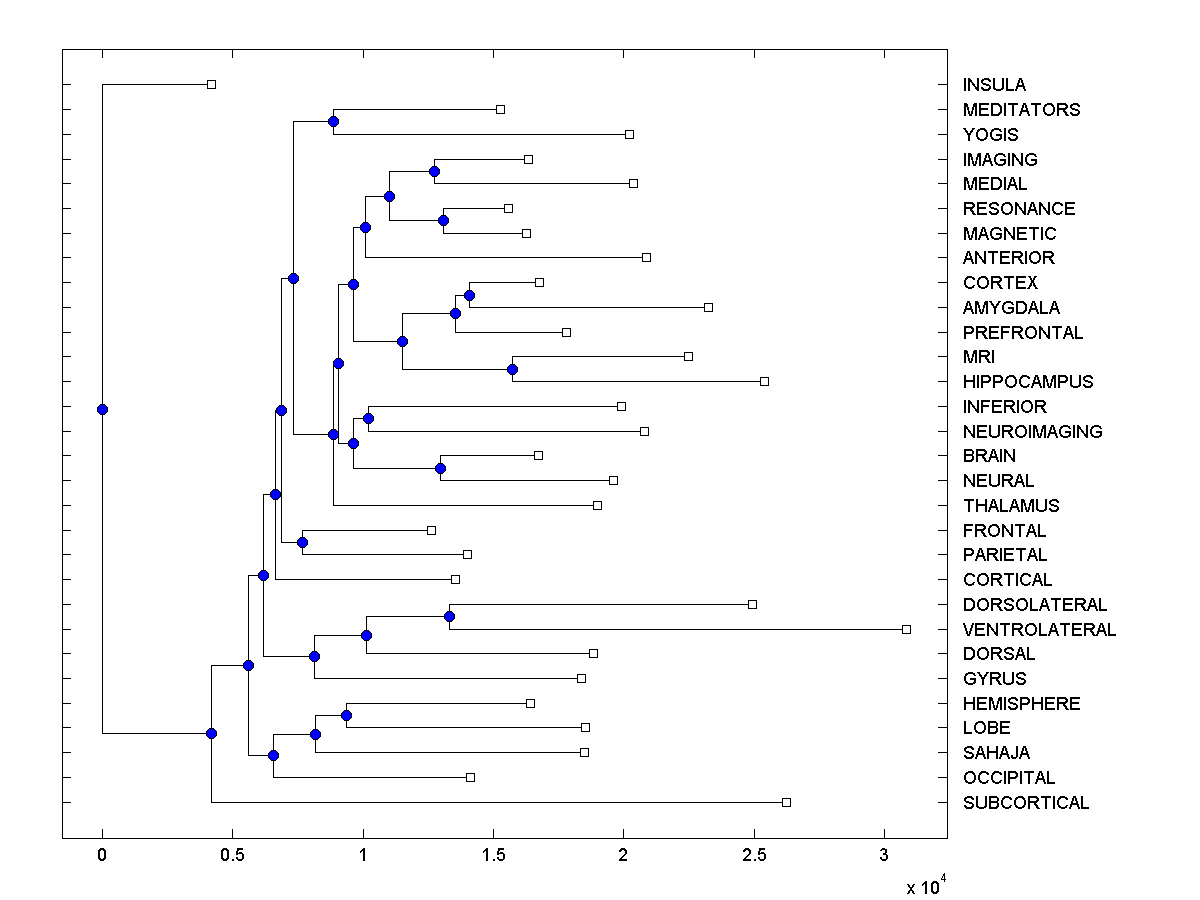 INSULA
MEDITATORS
YOGIS
IMAGING
MEDIAL
RESONANCE
MAGNETIC
ANTERIOR
CORTEX
AMYGDALA
PREFRONTAL
MRI
HIPPOCAMPUS
INFERIOR
NEUROIMAGING
BRAIN
NEURAL
THALAMUS
FRONTAL
PARIETAL
CORTICAL
DORSOLATERAL
VENTROLATERAL
DORSAL
GYRUS
HEMISPHERE
LOBE
SAHAJA
OCCIPITAL
SUBCORTICAL
0 0.5 1 1.5 2 2.5 3
x 10^4